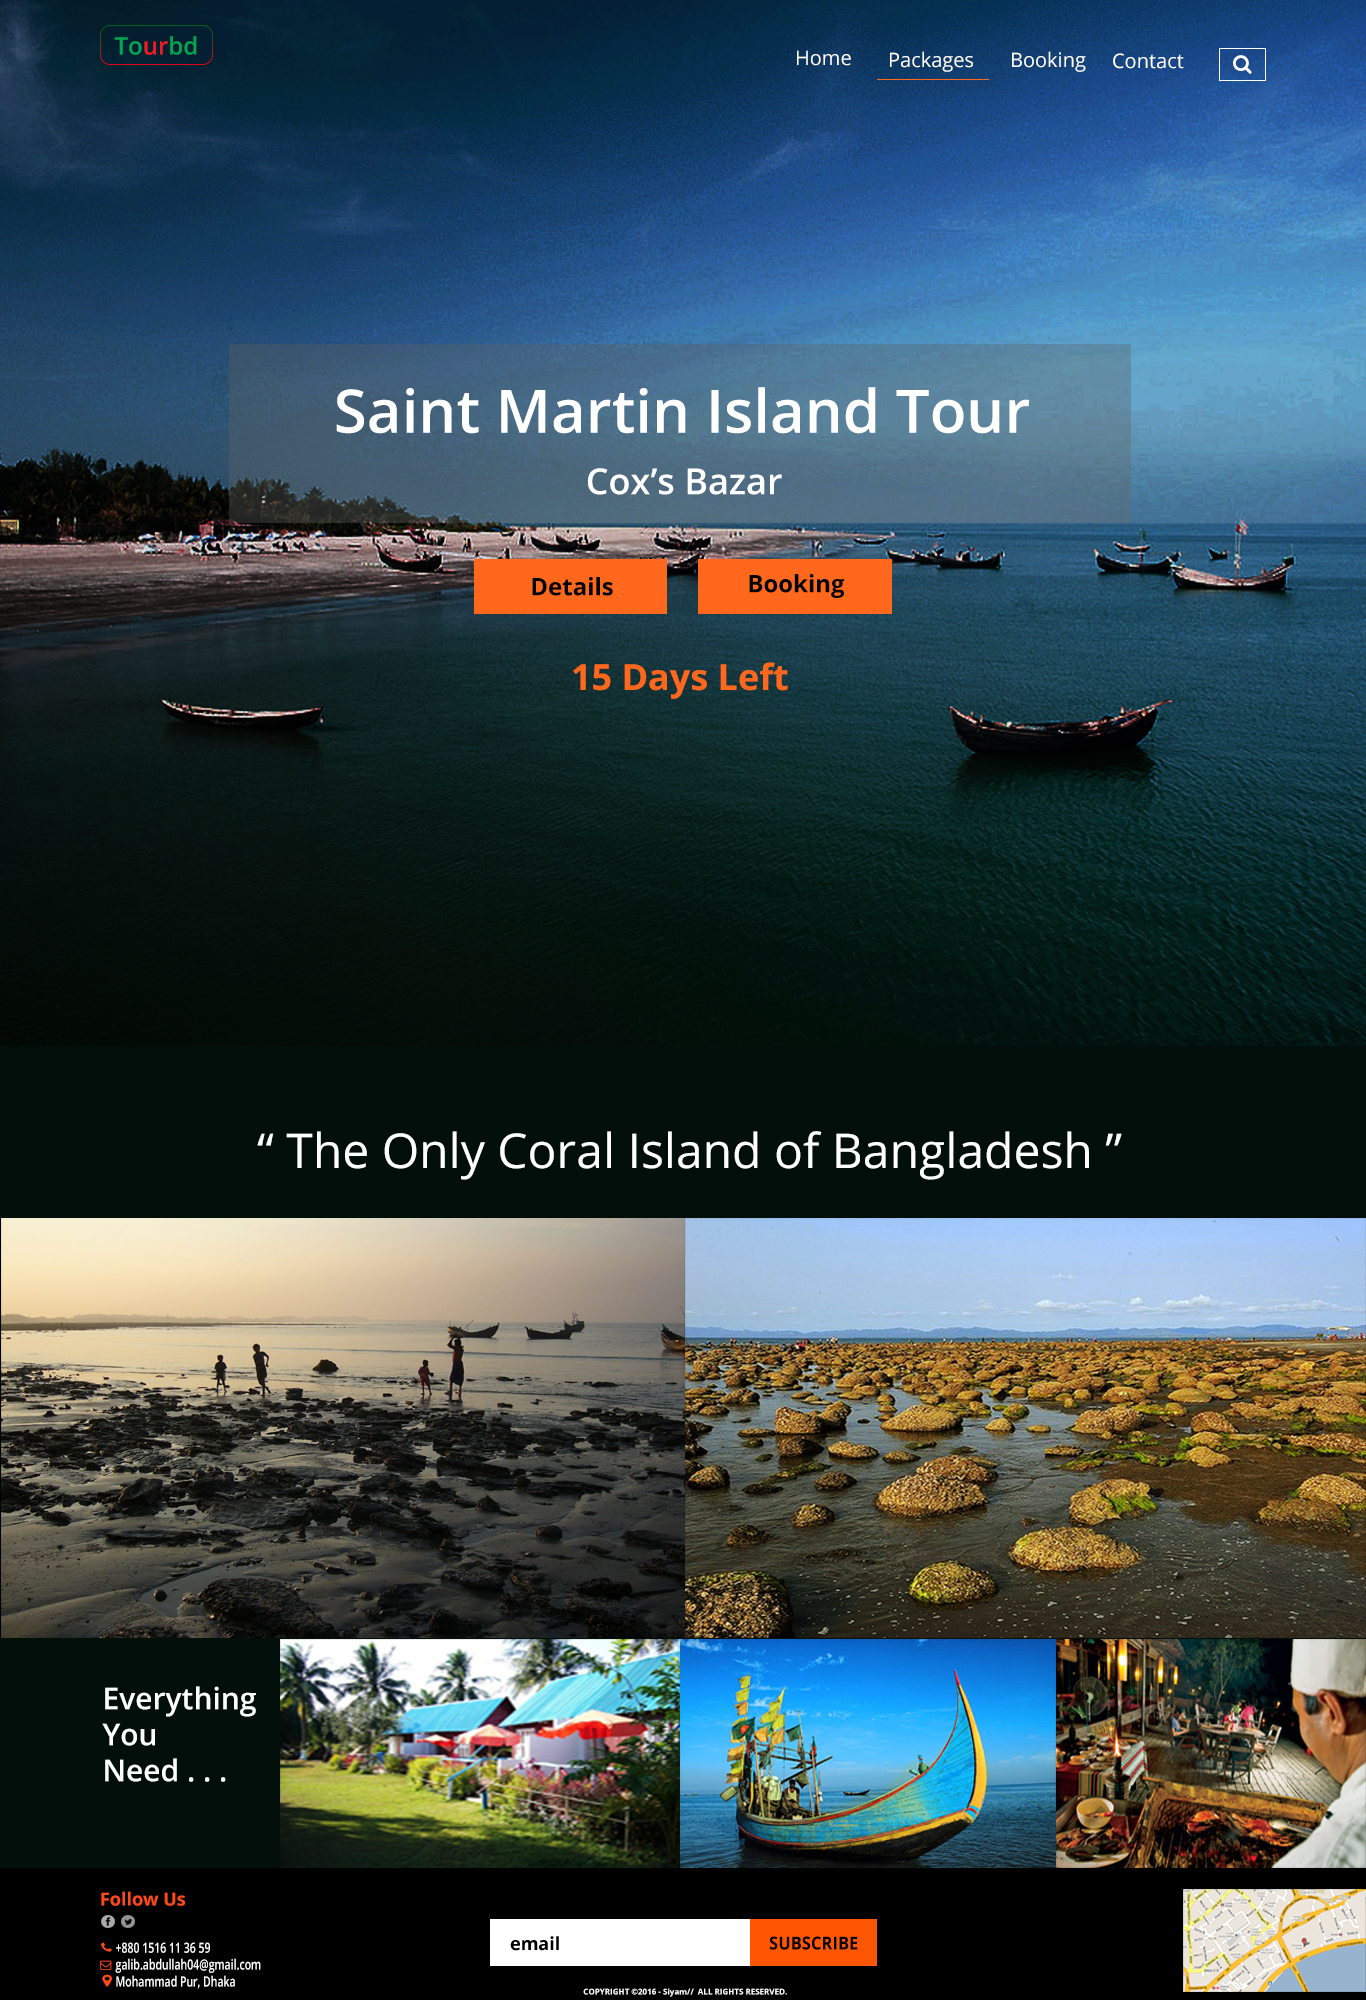 Tourbd
Home Packages Booking Contact
Saint Martin Island Tour
Cox’s Bazar
Details Booking
15 Days Left
“ The Only Coral Island of Bangladesh ”
Everything
You
Need . . .
Follow Us
+880 1516 11 36 59
galib.abdullah04@gmail.com
Mohammad Pur, Dhaka
email SUBSCRIBE
COPYRIGHT ©2016 - Siyam// ALL RIGHTS RESERVED.